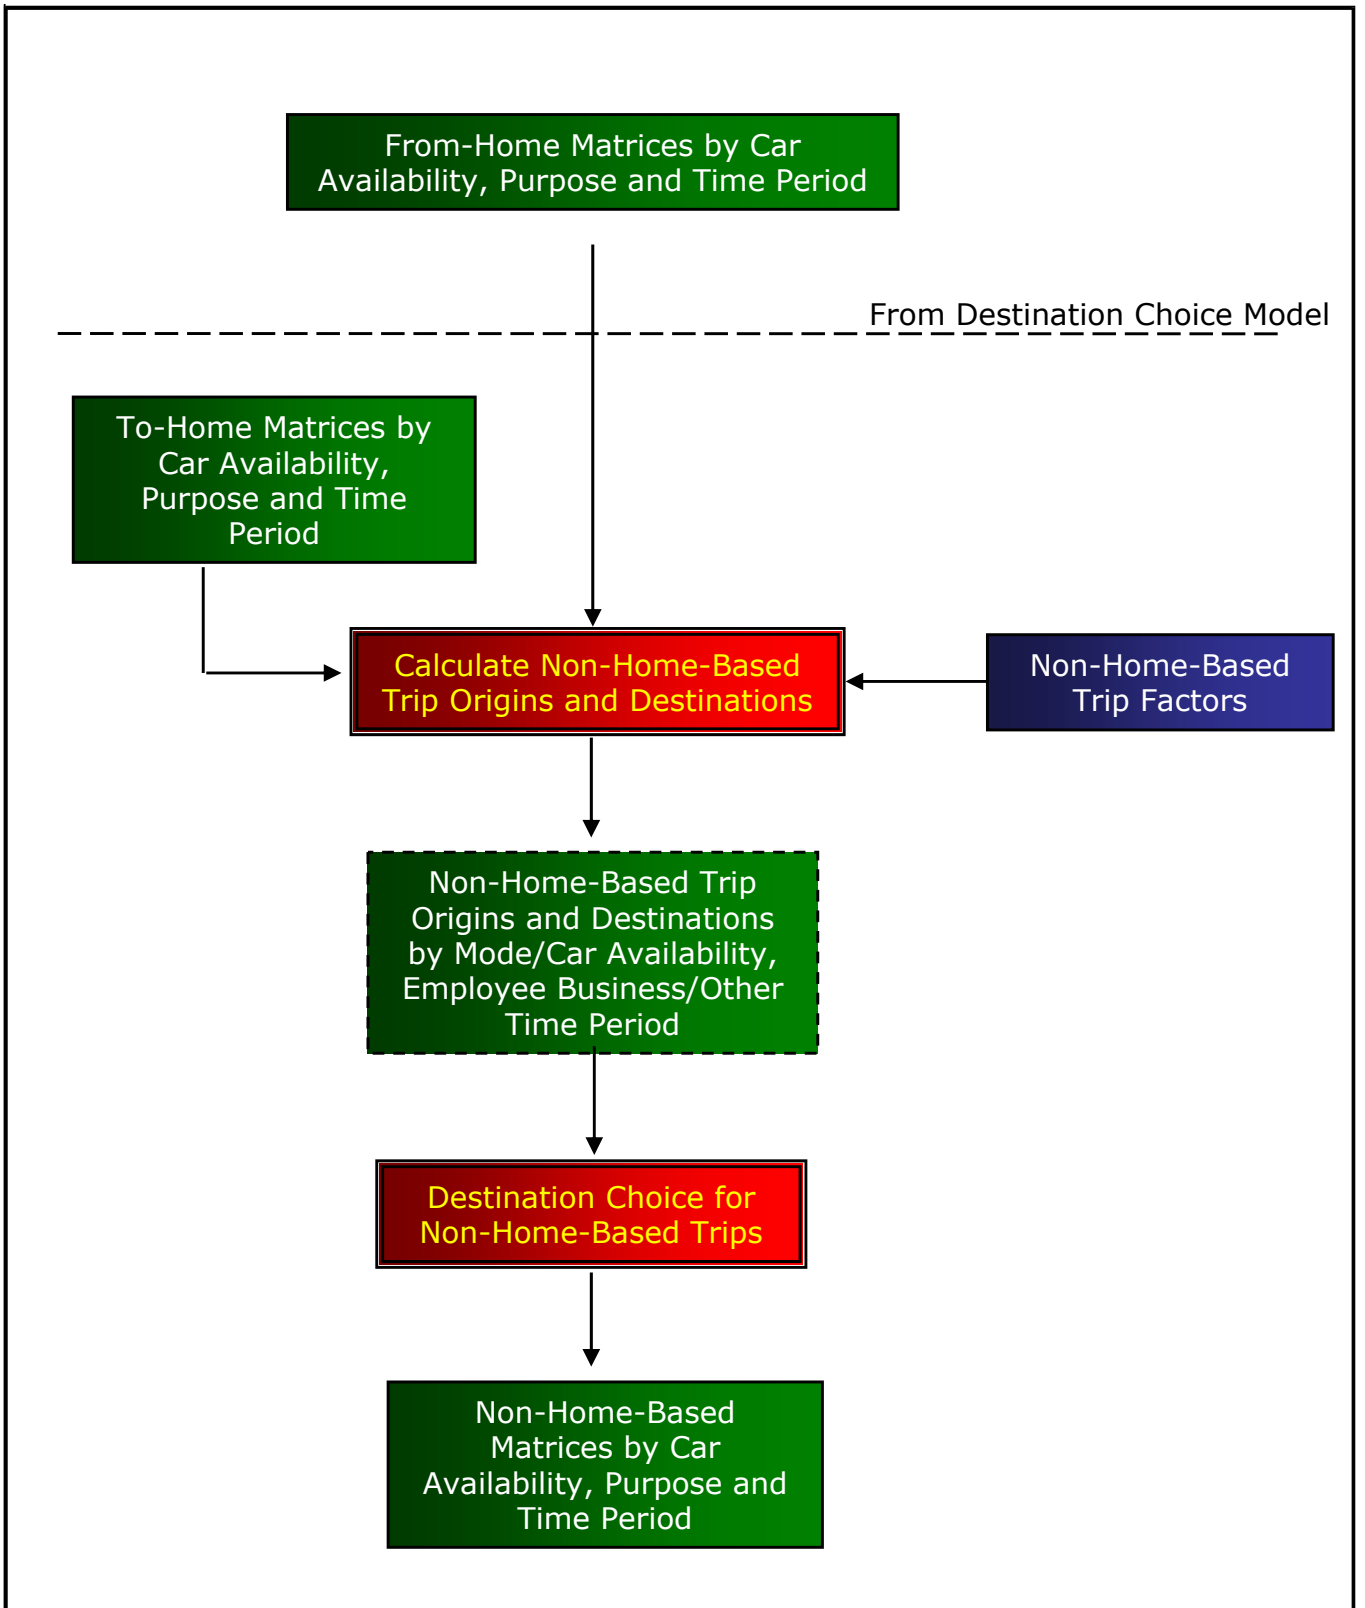 From-Home Matrices by Car
Availability, Purpose and Time Period
From Destination Choice Model
To-Home Matrices by
Car Availability,
Purpose and Time
Period
Calculate Non-Home-Based
Trip Origins and Destinations
Non-Home-Based
Trip Factors
Non-Home-Based Trip
Origins and Destinations
by Mode/Car Availability,
Employee Business/Other
Time Period
Destination Choice for
Non-Home-Based Trips
Non-Home-Based
Matrices by Car
Availability, Purpose and
Time Period